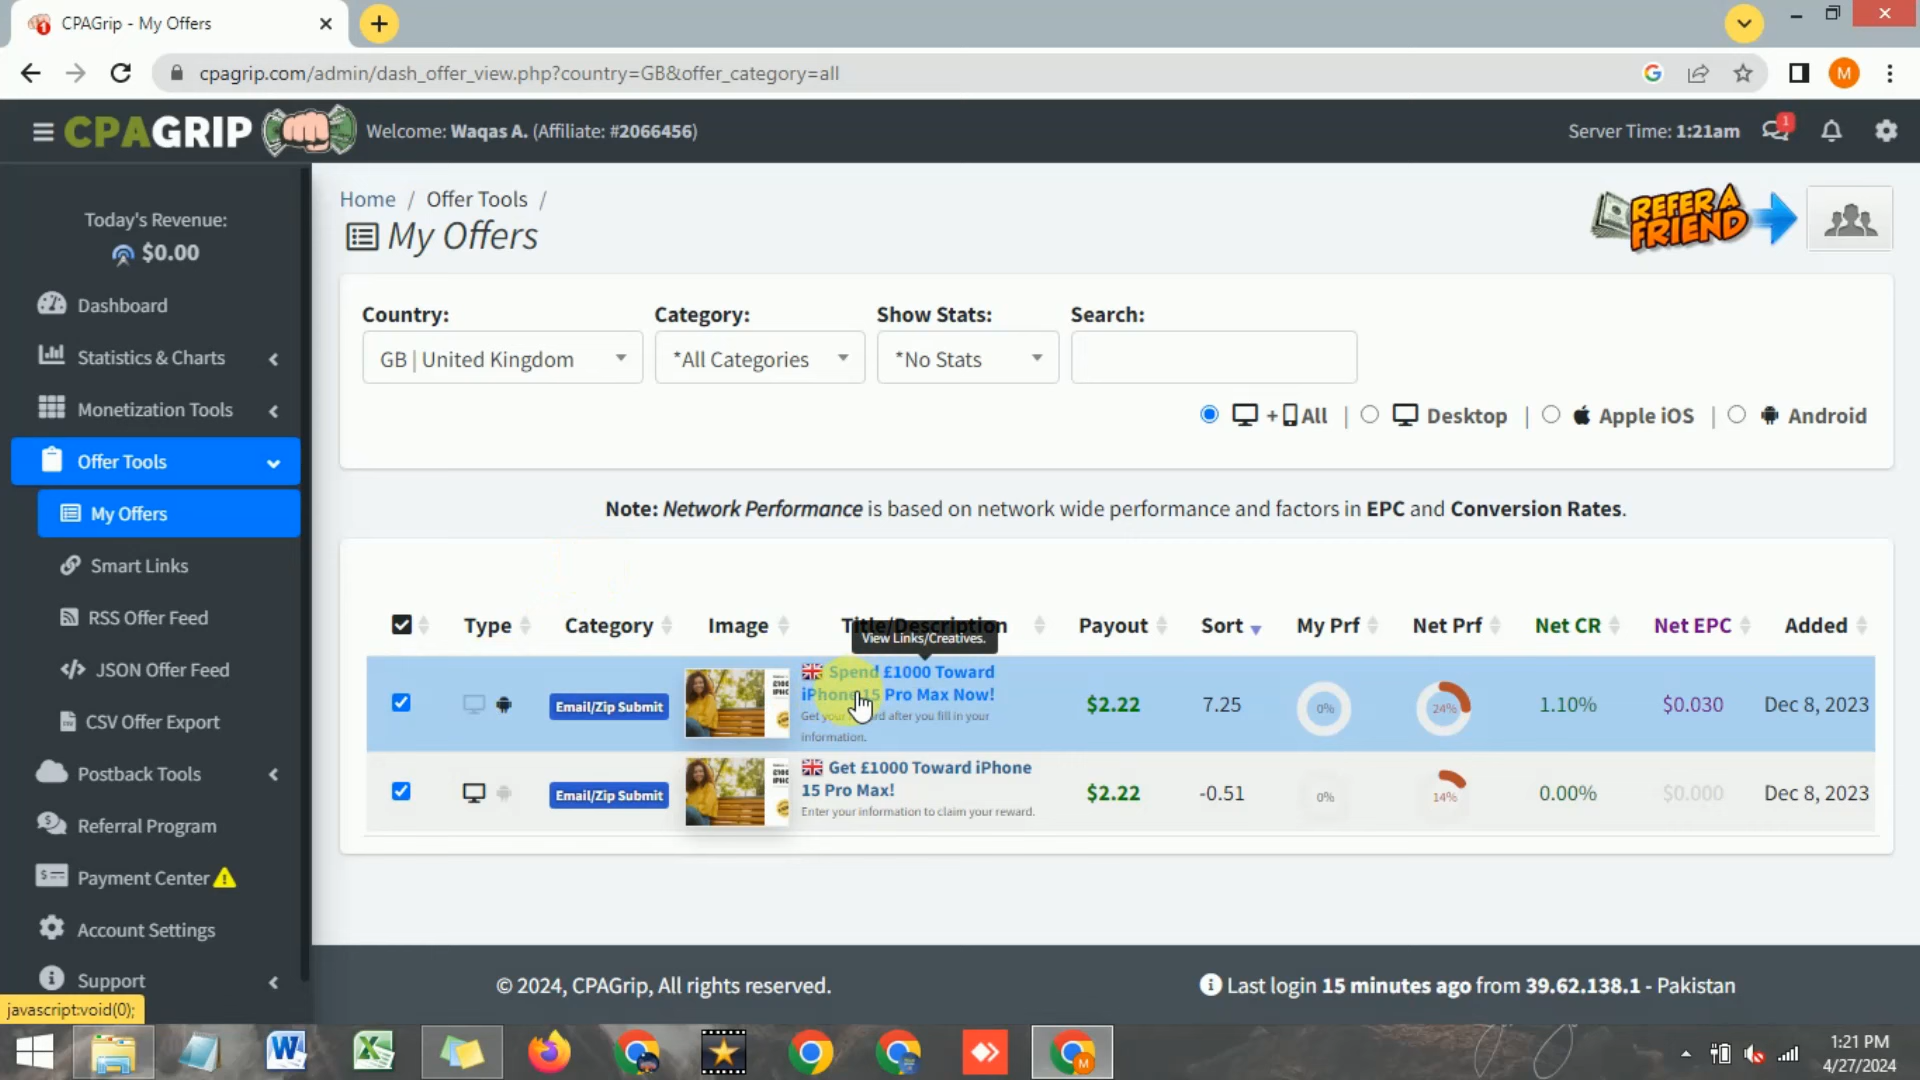 CPAGrip - My Offers
cpagrip.com/admin/dash_offer_view.php?country=GB&offer_category=all
M
CPAGRIP
Welcome: Waqas A. (Affiliate: #2066456)
Server Time: 1:21am
1
Today's Revenue:
$0.00
Dashboard
Statistics & Charts
Monetization Tools
Offer Tools
My Offers
Smart Links
RSS Offer Feed
JSON Offer Feed
CSV Offer Export
Postback Tools
Referral Program
Payment Center
Account Settings
Support
javascript:void(0);
Home / Offer Tools /
My Offers
REFER A
FRIEND
Country:
Category:
Show Stats:
Search:
GB | United Kingdom
*All Categories
*No Stats
+ All | Desktop | Apple iOS | Android
Note: Network Performance is based on network wide performance and factors in EPC and Conversion Rates.
Type Category Image Title/Description Payout Sort My Prf Net Prf Net CR Net EPC Added
View Links/Creatives.
Email/Zip Submit
Spend £1000 Toward
iPhone 15 Pro Max Now!
Get your reward after you fill in your
information.
$2.22 7.25 0% 24% 1.10% $0.030 Dec 8, 2023
Email/Zip Submit
Get £1000 Toward iPhone
15 Pro Max!
Enter your information to claim your reward.
$2.22 -0.51 0% 14% 0.00% $0.000 Dec 8, 2023
© 2024, CPAGrip, All rights reserved.
Last login 15 minutes ago from 39.62.138.1 - Pakistan
1:21 PM
4/27/2024